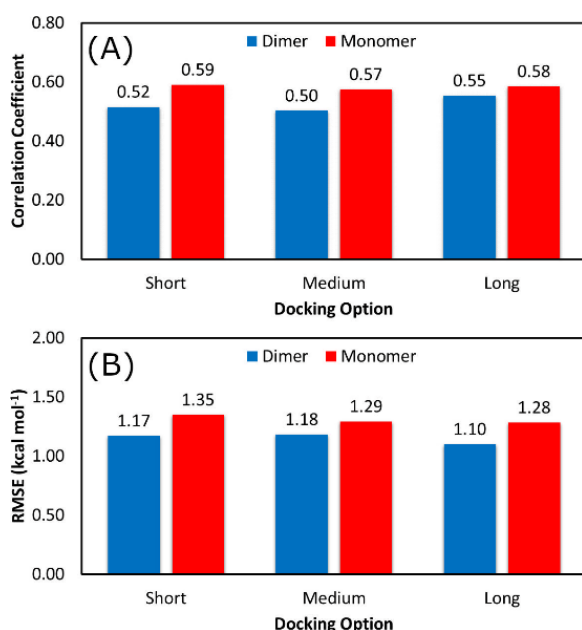 (A)
Dimer Monomer
0.80
0.60
0.40
0.20
0.00
Correlation Coefficient
0.52 0.59 0.50 0.57 0.55 0.58
Short Medium Long
Docking Option
(B)
Dimer Monomer
2.00
1.50
1.00
0.50
0.00
RMSE (kcal mol⁻¹)
1.17 1.35 1.18 1.29 1.10 1.28
Short Medium Long
Docking Option